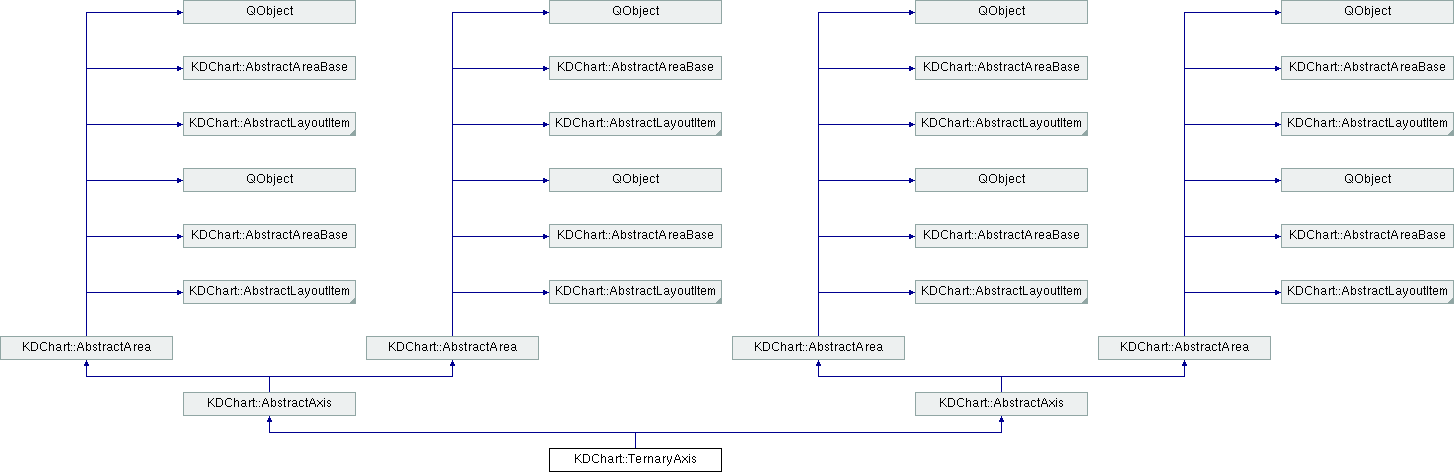 QObject QObject QObject QObject
KDChart::AbstractAreaBase KDChart::AbstractAreaBase KDChart::AbstractAreaBase KDChart::AbstractAreaBase
KDChart::AbstractLayoutItem KDChart::AbstractLayoutItem KDChart::AbstractLayoutItem KDChart::AbstractLayoutItem
QObject QObject QObject QObject
KDChart::AbstractAreaBase KDChart::AbstractAreaBase KDChart::AbstractAreaBase KDChart::AbstractAreaBase
KDChart::AbstractLayoutItem KDChart::AbstractLayoutItem KDChart::AbstractLayoutItem KDChart::AbstractLayoutItem
KDChart::AbstractArea KDChart::AbstractArea KDChart::AbstractArea KDChart::AbstractArea
KDChart::AbstractAxis KDChart::AbstractAxis
KDChart::TernaryAxis